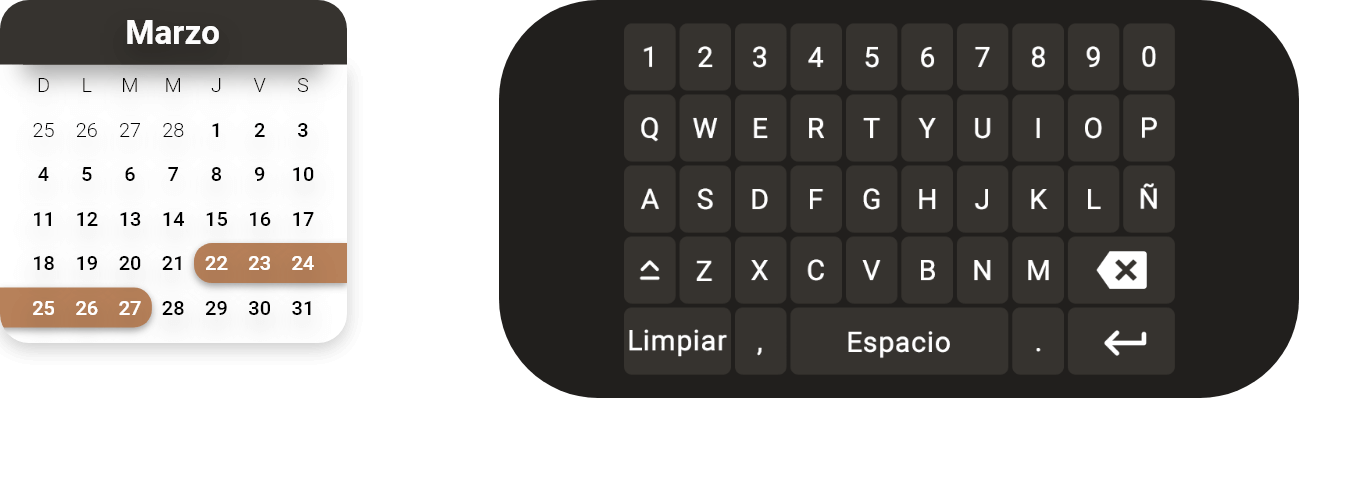 Marzo
D L M M J V S
25 26 27 28 1 2 3
4 5 6 7 8 9 10
11 12 13 14 15 16 17
18 19 20 21 22 23 24
25 26 27 28 29 30 31
1 2 3 4 5 6 7 8 9 0
Q W E R T Y U I O P
A S D F G H J K L Ñ
Z X C V B N M
Limpiar , Espacio .